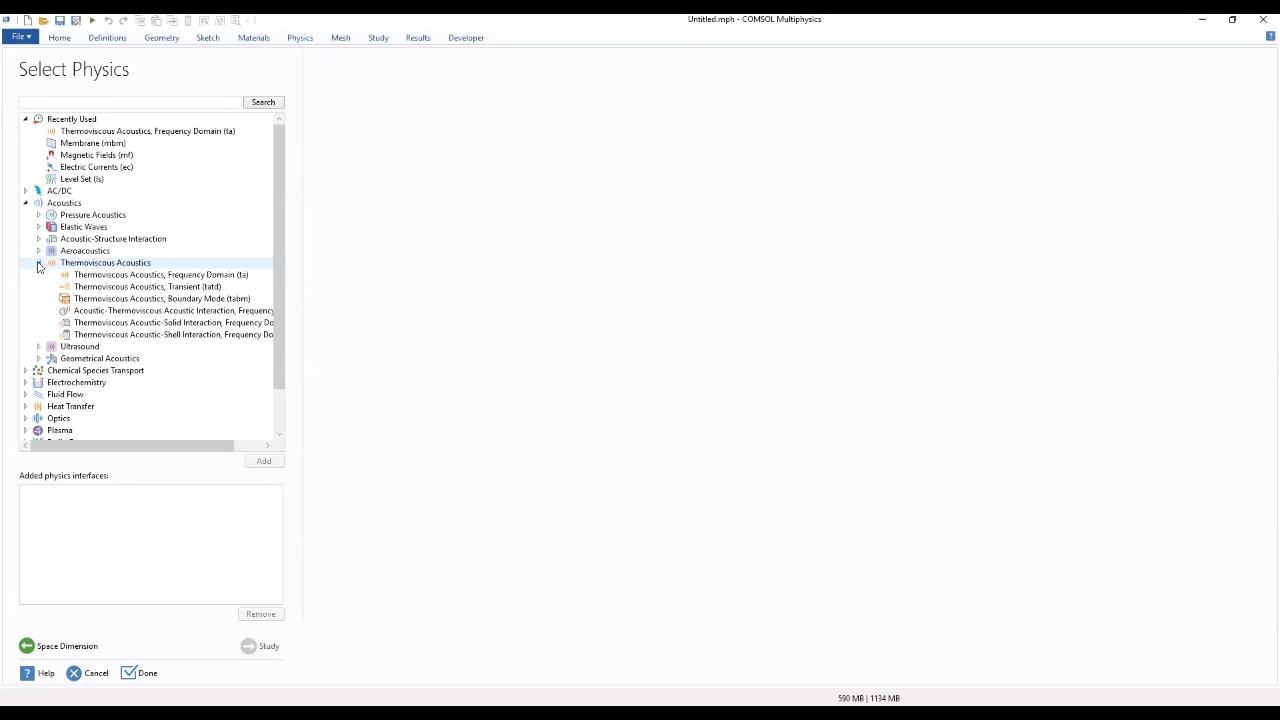 Untitled.mph - COMSOL Multiphysics
File Home Definitions Geometry Sketch Materials Physics Mesh Study Results Developer
Select Physics
Search
Recently Used
Thermoviscous Acoustics, Frequency Domain (ta)
Membrane (mbm)
Magnetic Fields (mf)
Electric Currents (ec)
Level Set (ls)
AC/DC
Acoustics
Pressure Acoustics
Elastic Waves
Acoustic-Structure Interaction
Aeroacoustics
Thermoviscous Acoustics
Thermoviscous Acoustics, Frequency Domain (ta)
Thermoviscous Acoustics, Transient (tatd)
Thermoviscous Acoustics, Boundary Mode (tabm)
Acoustic-Thermoviscous Acoustic Interaction, Frequency
Thermoviscous Acoustic-Solid Interaction, Frequency Do
Thermoviscous Acoustic-Shell Interaction, Frequency Do
Ultrasound
Geometrical Acoustics
Chemical Species Transport
Electrochemistry
Fluid Flow
Heat Transfer
Optics
Plasma
Add
Added physics interfaces:
Remove
Space Dimension Study
? Help Cancel Done
590 MB | 1134 MB